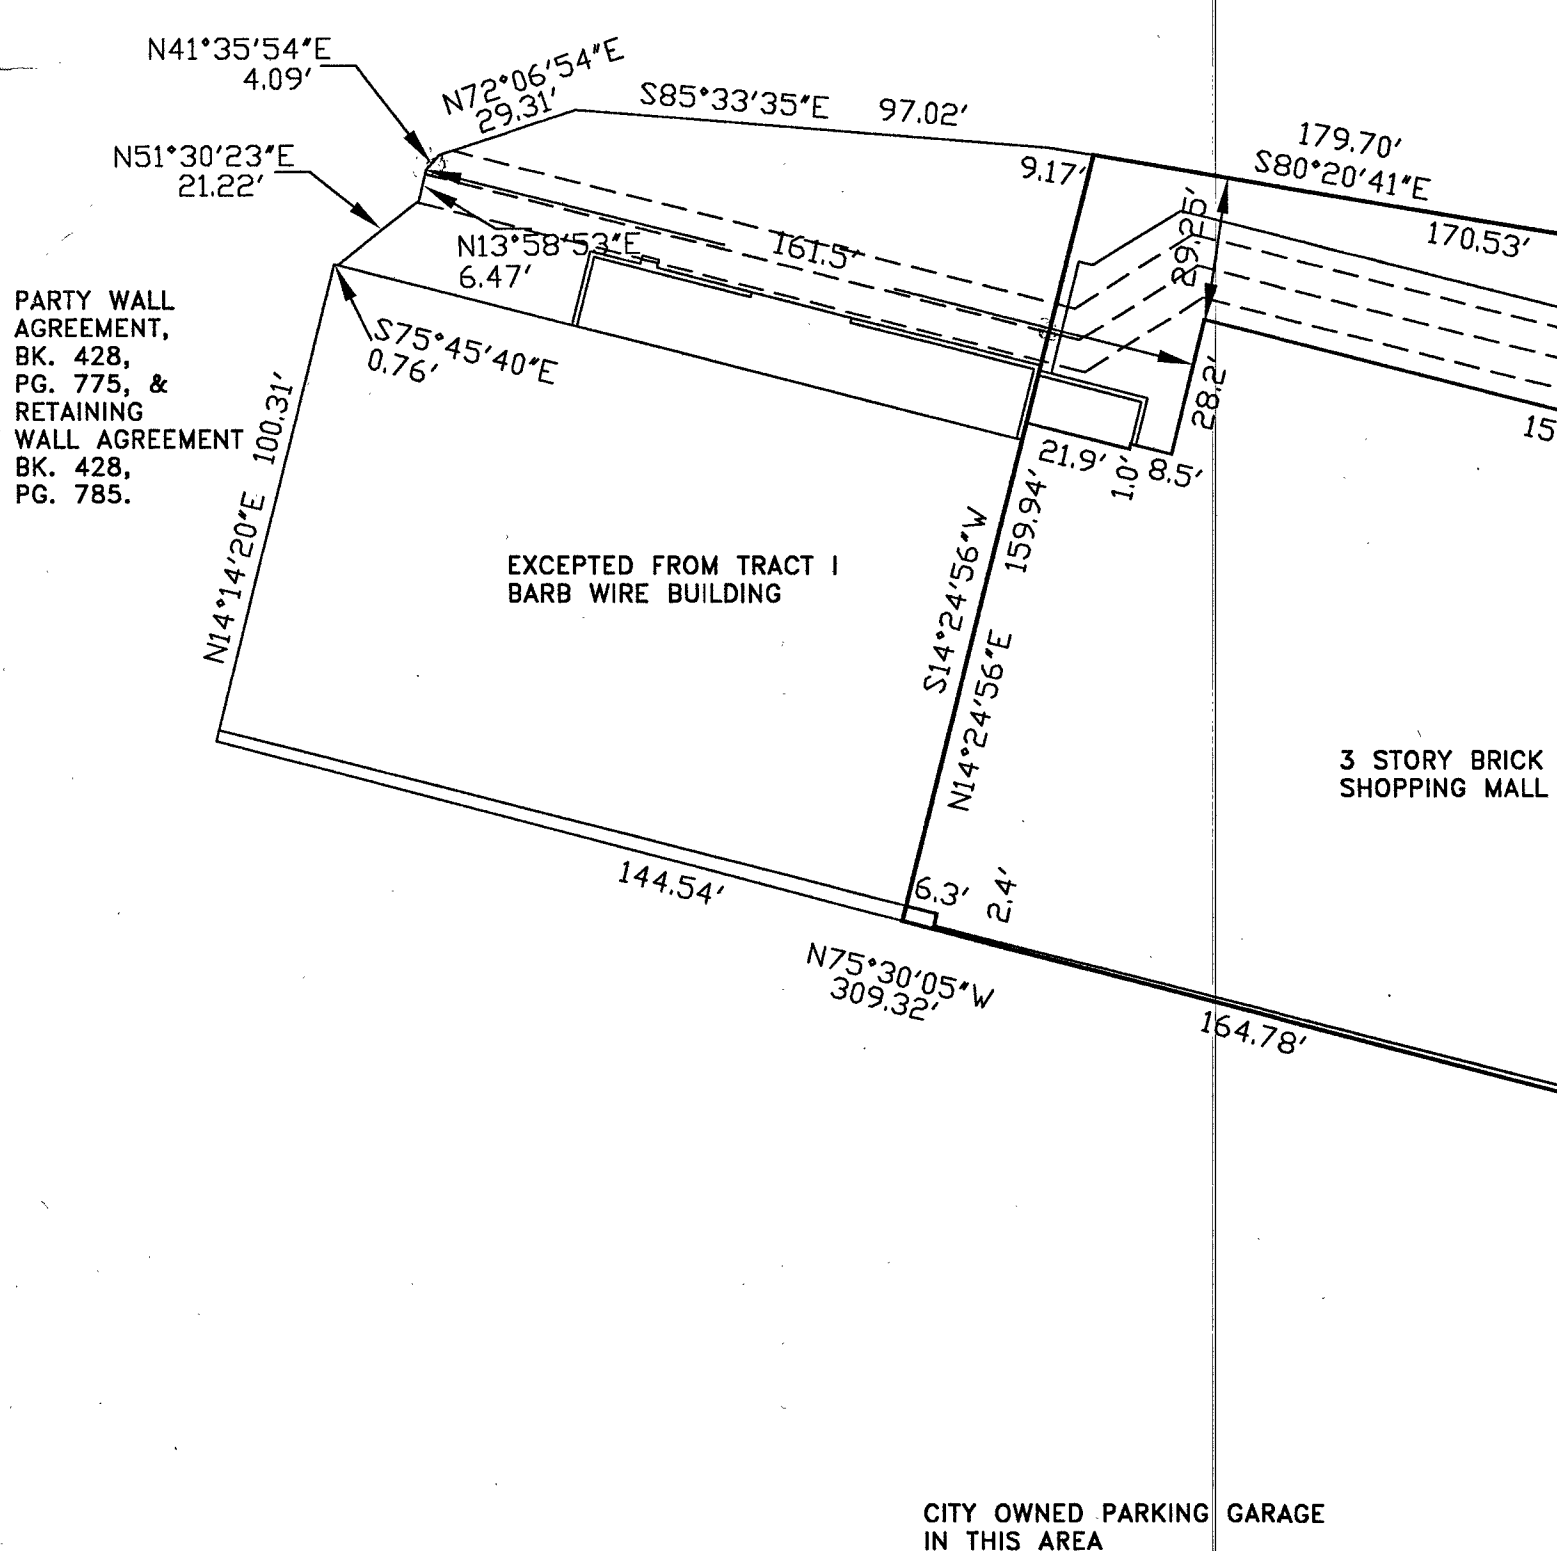 N41°35'54"E
4.09'
N72°06'54"E
29.31'
S85°33'35"E 97.02'
179.70'
S80°20'41"E
N51°30'23"E
21.22'
9.17'
29.25'
170.53'
N13°58'53"E
6.47'
161.5'
PARTY WALL
AGREEMENT,
BK. 428,
PG. 775, &
RETAINING
WALL AGREEMENT
BK. 428,
PG. 785.
S75°45'40"E
0.76'
N14°14'20"E 100.31'
28.2'
15
21.9'
1.0'
8.5'
S14°24'56"W
159.94'
N14°24'56"E
EXCEPTED FROM TRACT I
BARB WIRE BUILDING
3 STORY BRICK
SHOPPING MALL
144.54'
6.3'
2.4'
N75°30'05"W
309.32'
164.78'
CITY OWNED PARKING GARAGE
IN THIS AREA